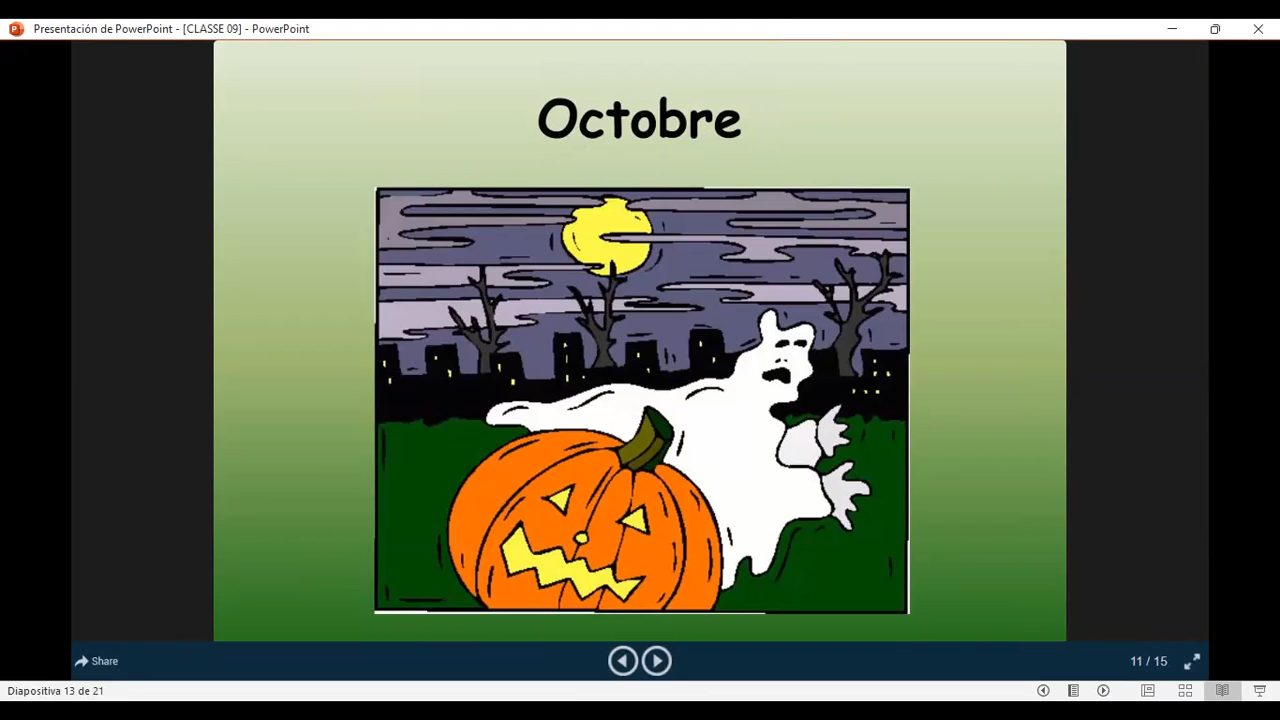 Presentación de PowerPoint - [CLASSE 09] - PowerPoint
Octobre
Share
11 / 15
Diapositiva 13 de 21